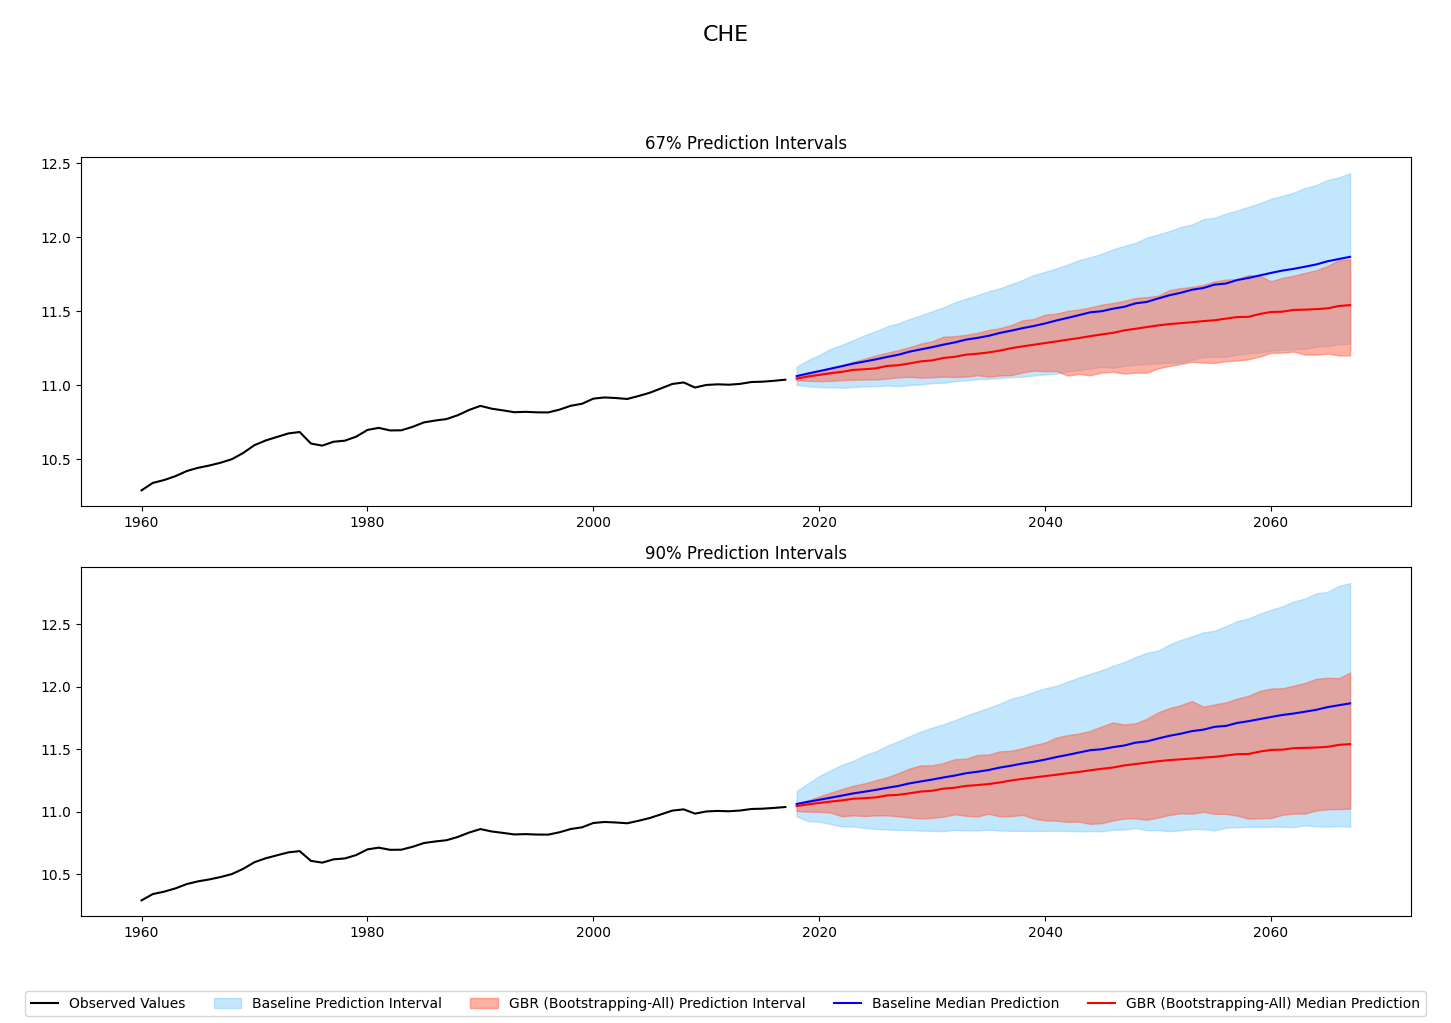 CHE
67% Prediction Intervals
12.5
12.0
11.5
11.0
10.5
1960 1980 2000 2020 2040 2060
90% Prediction Intervals
12.5
12.0
11.5
11.0
10.5
1960 1980 2000 2020 2040 2060
Observed Values Baseline Prediction Interval GBR (Bootstrapping-All) Prediction Interval Baseline Median Prediction GBR (Bootstrapping-All) Median Prediction